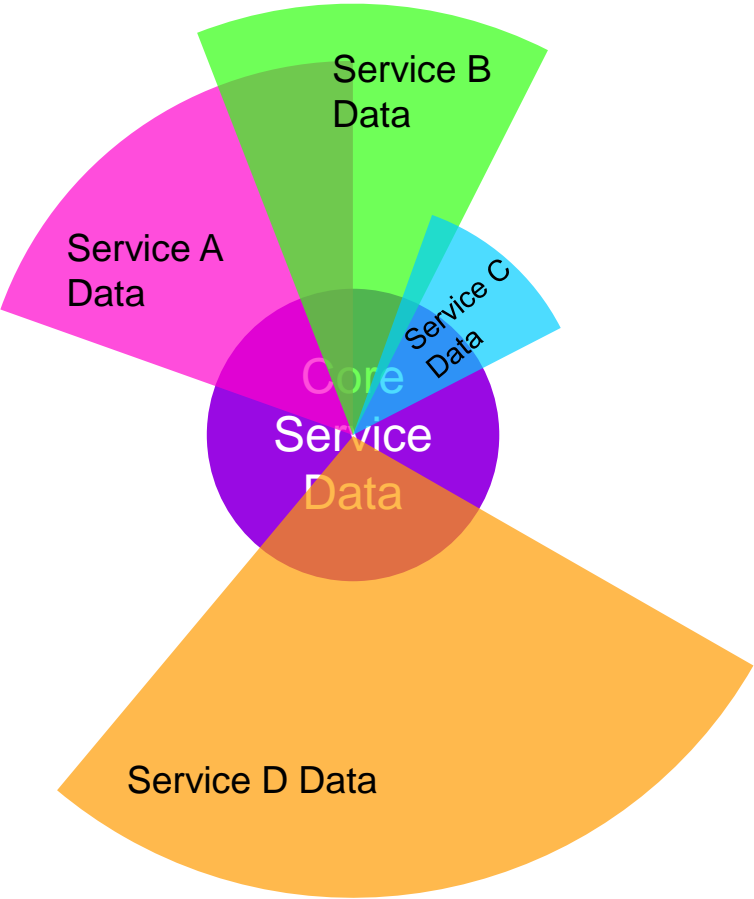 Service B
Data
Service A
Data
Service C
Data
Core
Service
Data
Service D Data